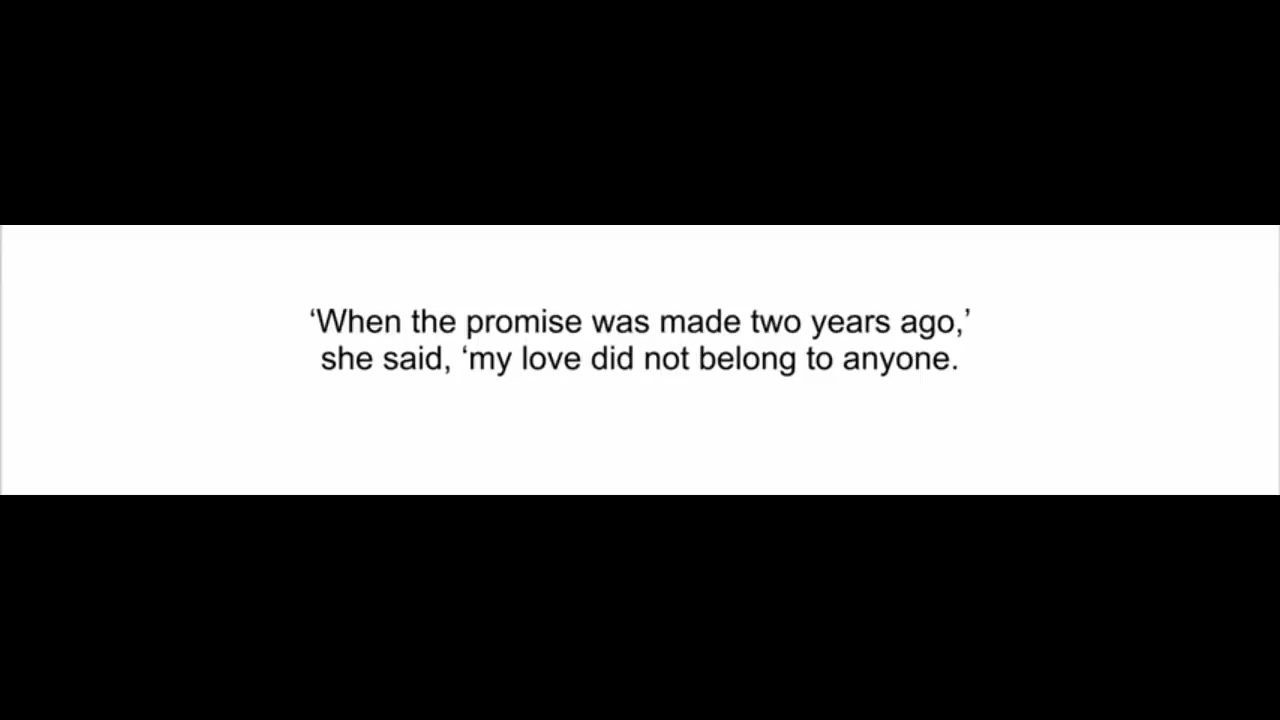 ‘When the promise was made two years ago,’
she said, ‘my love did not belong to anyone.